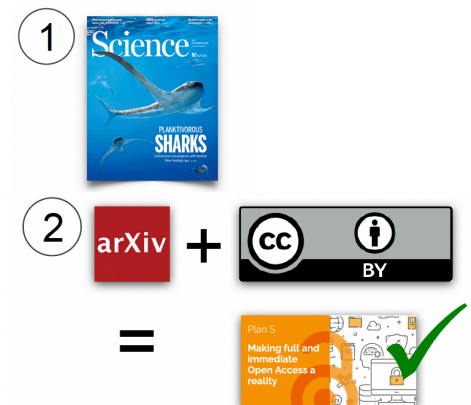 1
Science
PLANKTIVOROUS
SHARKS
2
arXiv + cc
BY
=
Plan S
Making full and
immediate
Open Access a
reality